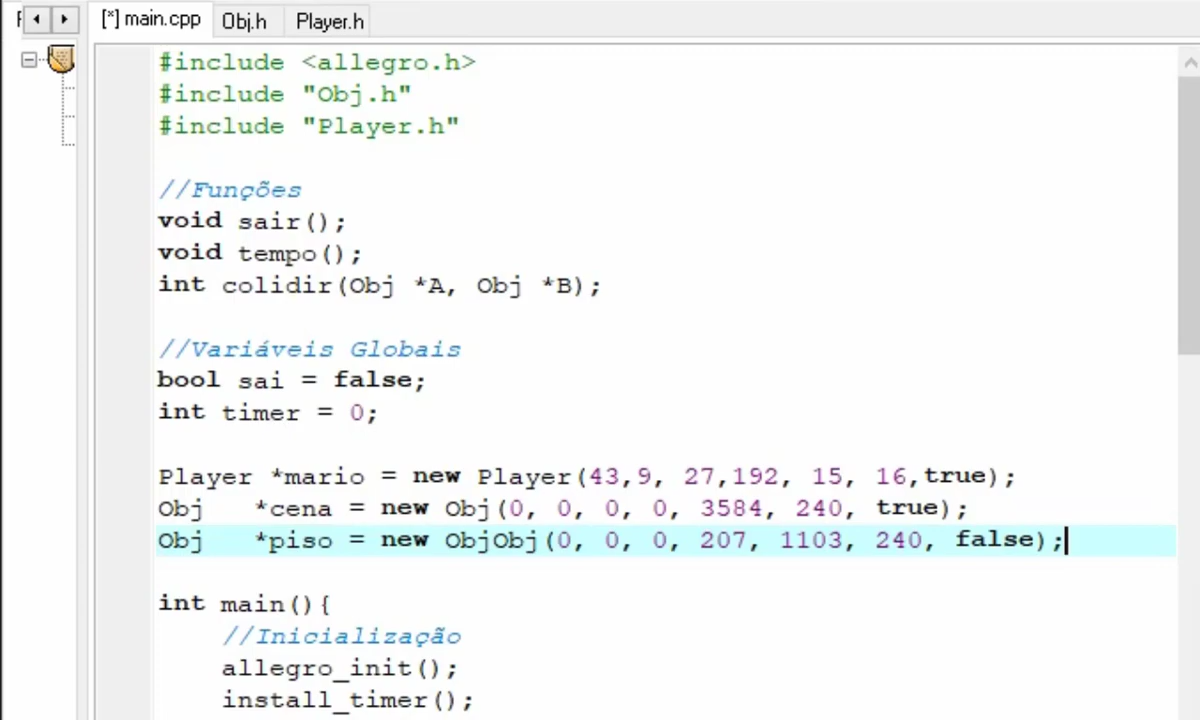 [*] main.cpp Obj.h Player.h
#include <allegro.h>
#include "Obj.h"
#include "Player.h"
//Funções
void sair();
void tempo();
int colidir(Obj *A, Obj *B);
//Variáveis Globais
bool sai = false;
int timer = 0;
Player *mario = new Player(43,9, 27,192, 15, 16,true);
Obj *cena = new Obj(0, 0, 0, 0, 3584, 240, true);
Obj *piso = new ObjObj(0, 0, 0, 207, 1103, 240, false);
int main(){
//Inicialização
allegro_init();
install_timer();